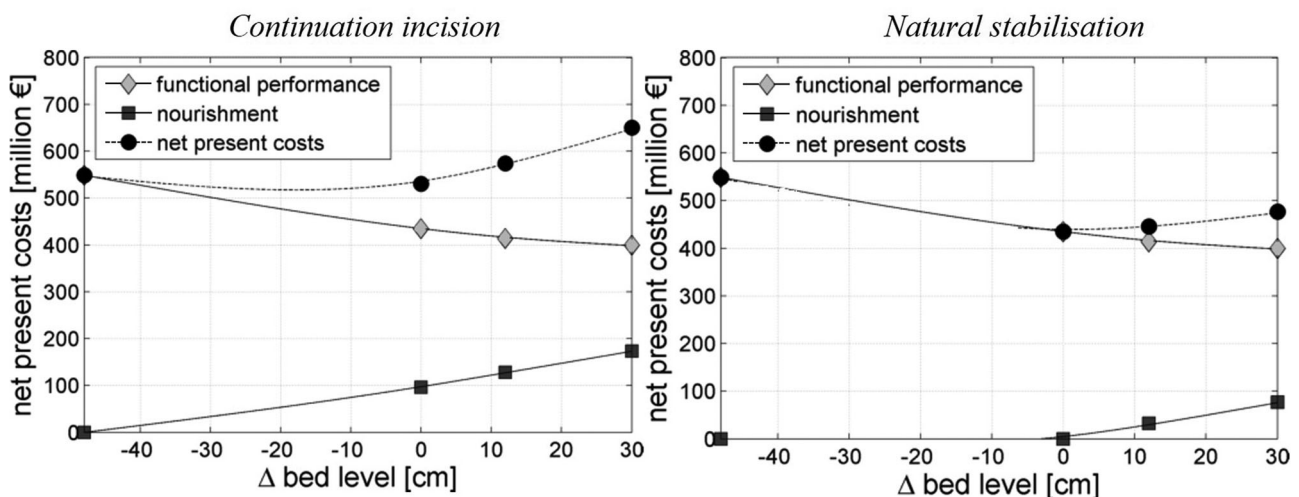 Continuation incision
net present costs [million €]
800
700
600
500
400
300
200
100
0
functional performance
nourishment
net present costs
-40 -30 -20 -10 0 10 20 30
Δ bed level [cm]
Natural stabilisation
net present costs [million €]
800
700
600
500
400
300
200
100
0
functional performance
nourishment
net present costs
-40 -30 -20 -10 0 10 20 30
Δ bed level [cm]